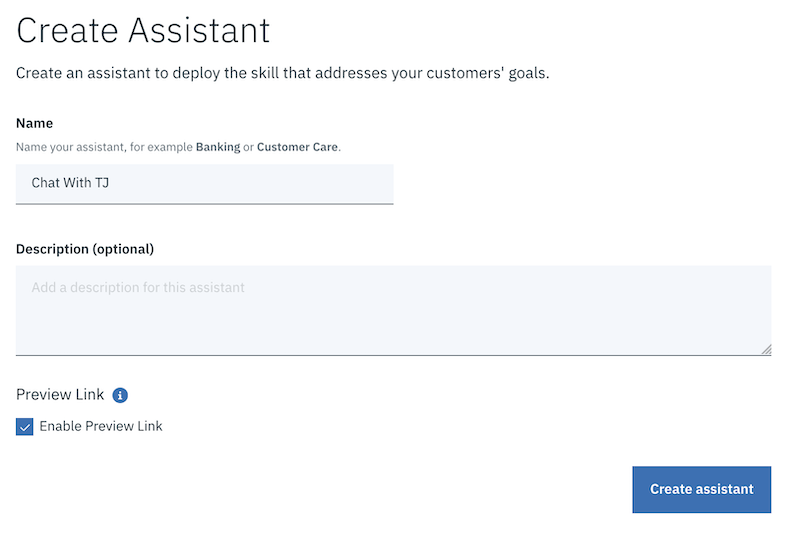 Create Assistant
Create an assistant to deploy the skill that addresses your customers' goals.
Name
Name your assistant, for example Banking or Customer Care.
Chat With TJ
Description (optional)
Add a description for this assistant
Preview Link
Enable Preview Link
Create assistant